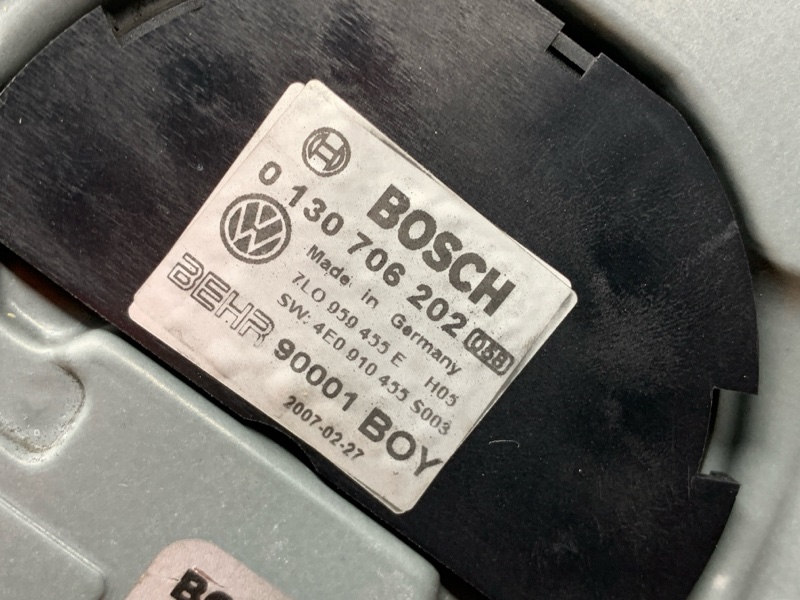 BOSCH
0 130 706 202 06B
Made in Germany
7L0 959 455 E H05
SW: 4E0 910 455 S003
BEHR 90001 BOY
2007-02-27